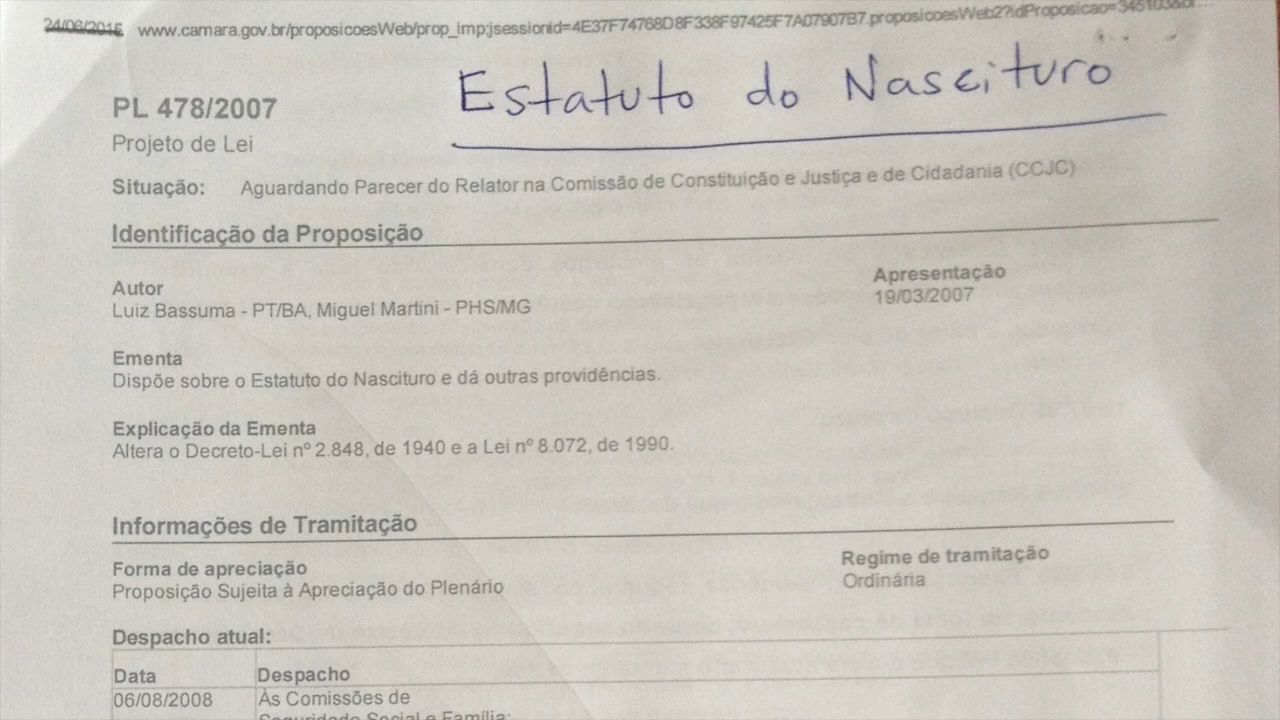 24/06/2015 www.camara.gov.br/proposicoesWeb/prop_imp;jsessionid=4E37F74768D8F338F97425F7A07907B7.proposicoesWeb2?idProposicao=345103&or...
Estatuto do Nascituro
PL 478/2007
Projeto de Lei
Situação: Aguardando Parecer do Relator na Comissão de Constituição e Justiça e de Cidadania (CCJC)
Identificação da Proposição
Autor Apresentação
Luiz Bassuma - PT/BA, Miguel Martini - PHS/MG 19/03/2007
Ementa
Dispõe sobre o Estatuto do Nascituro e dá outras providências.
Explicação da Ementa
Altera o Decreto-Lei nº 2.848, de 1940 e a Lei nº 8.072, de 1990.
Informações de Tramitação
Forma de apreciação Regime de tramitação
Proposição Sujeita à Apreciação do Plenário Ordinária
Despacho atual:
Data Despacho
06/08/2008 Às Comissões de
Seguridade Social e Família;